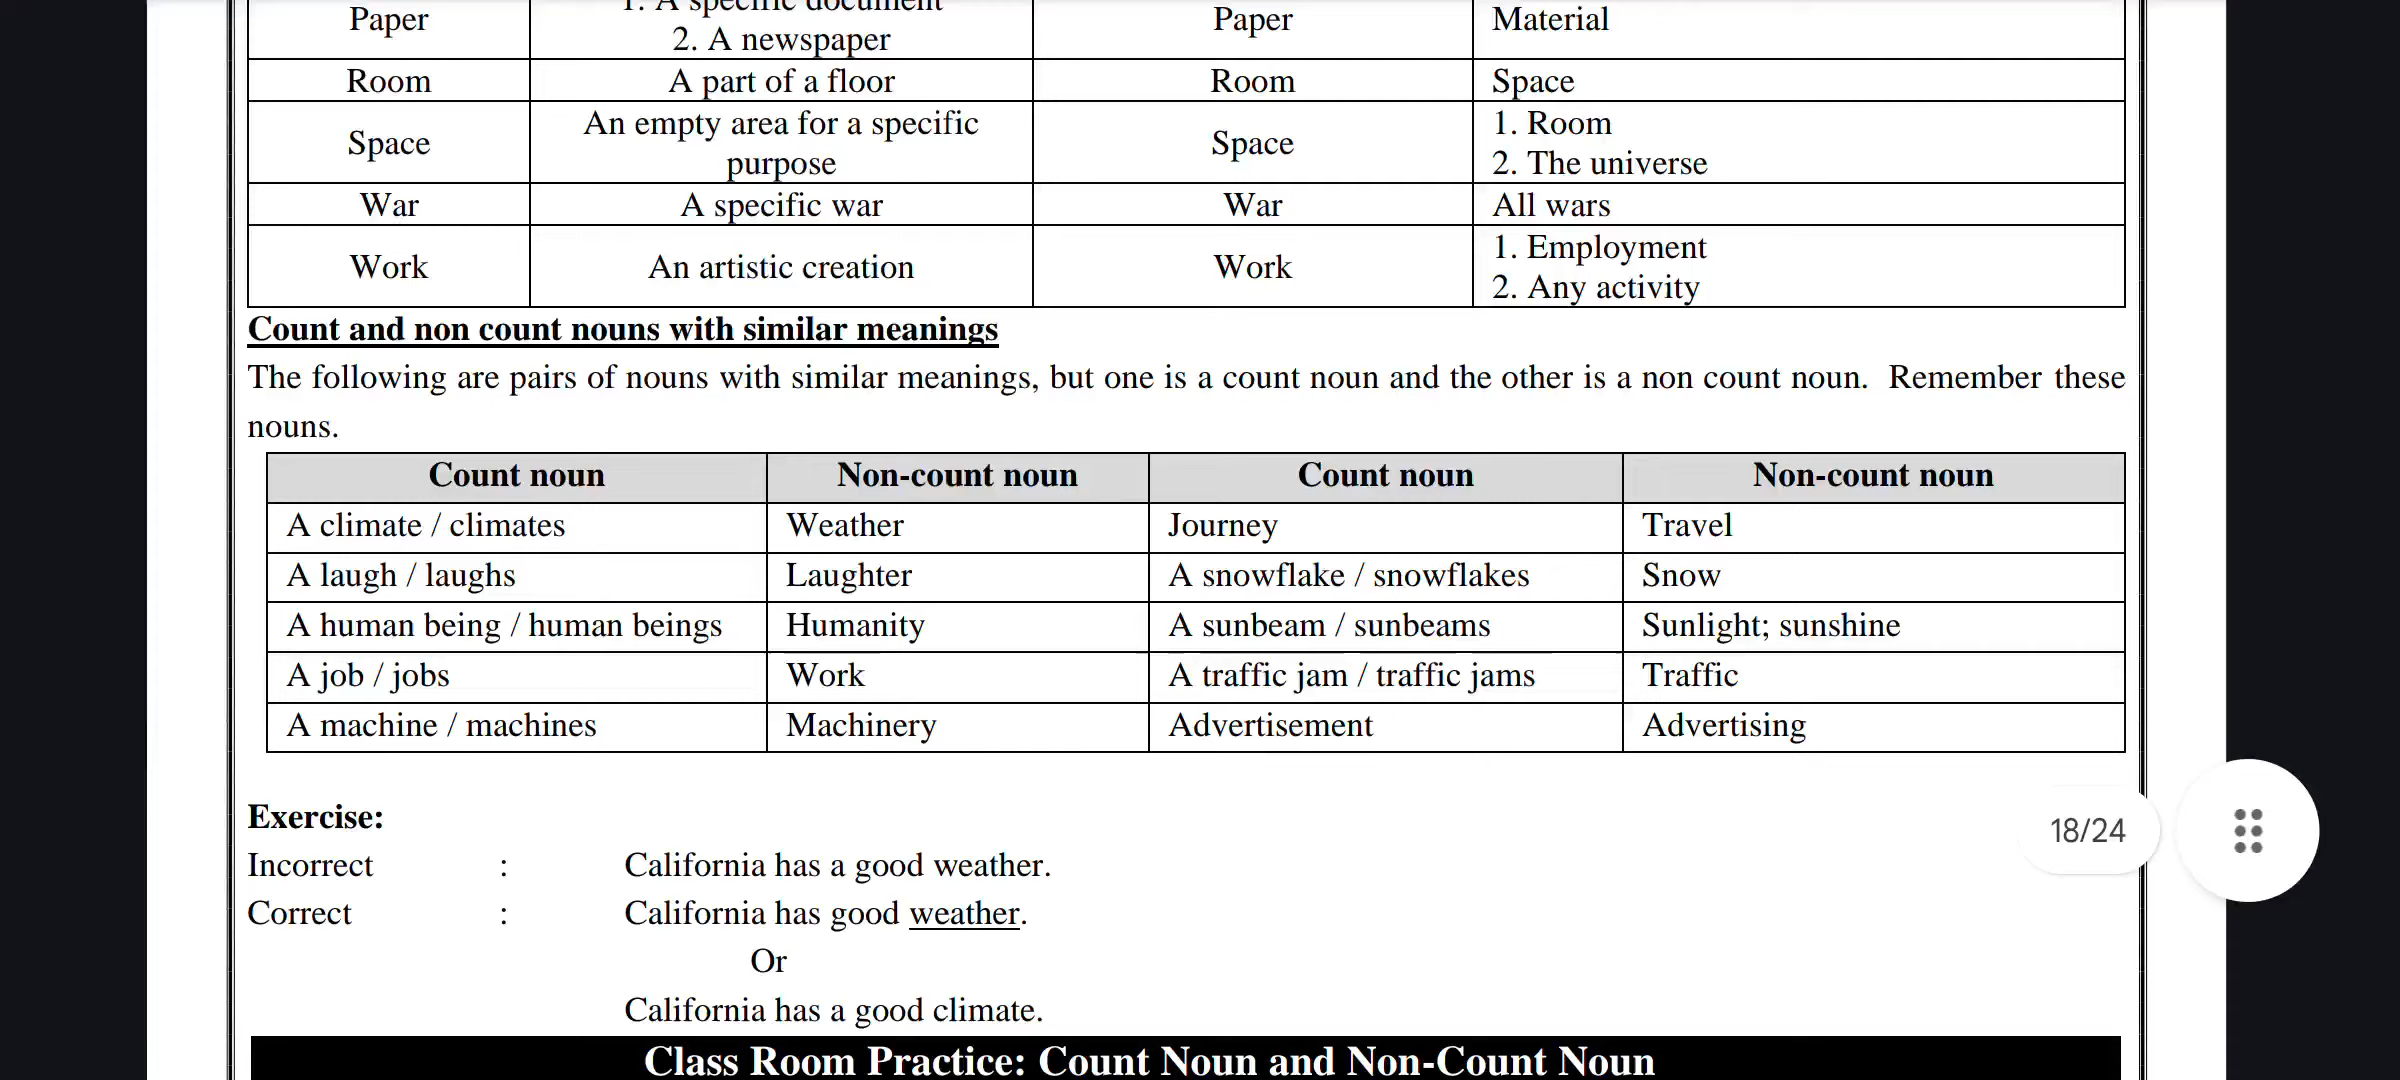 Paper
1. A specific document
2. A newspaper
Paper
Material
Room
A part of a floor
Room
Space
Space
An empty area for a specific
purpose
Space
1. Room
2. The universe
War
A specific war
War
All wars
Work
An artistic creation
Work
1. Employment
2. Any activity
Count and non count nouns with similar meanings
The following are pairs of nouns with similar meanings, but one is a count noun and the other is a non count noun. Remember these
nouns.
Count noun
Non-count noun
Count noun
Non-count noun
A climate / climates
Weather
Journey
Travel
A laugh / laughs
Laughter
A snowflake / snowflakes
Snow
A human being / human beings
Humanity
A sunbeam / sunbeams
Sunlight; sunshine
A job / jobs
Work
A traffic jam / traffic jams
Traffic
A machine / machines
Machinery
Advertisement
Advertising
Exercise:
18/24
Incorrect : California has a good weather.
Correct : California has good weather.
Or
California has a good climate.
Class Room Practice: Count Noun and Non-Count Noun